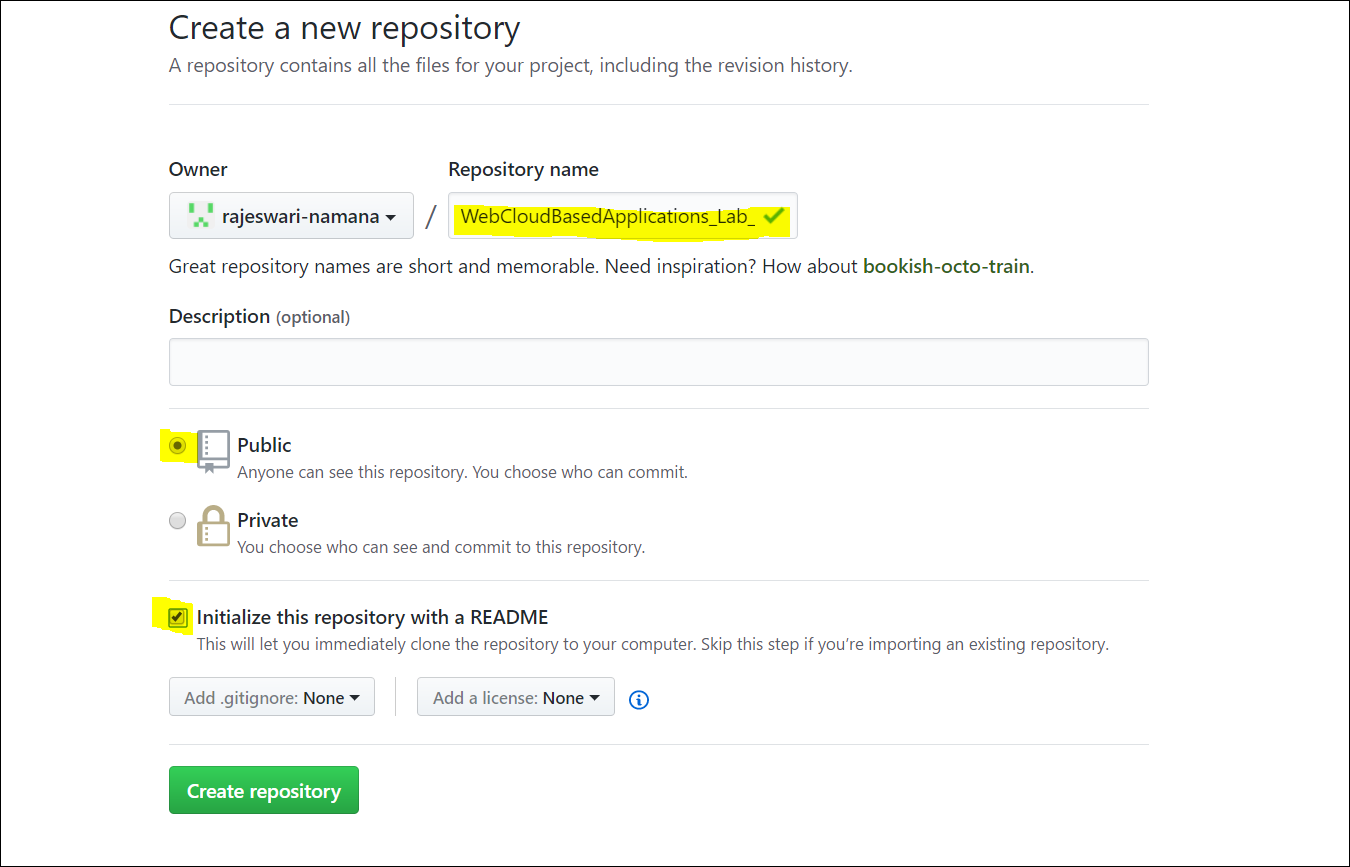 Create a new repository
A repository contains all the files for your project, including the revision history.
Owner Repository name
rajeswari-namana / WebCloudBasedApplications_Lab_
Great repository names are short and memorable. Need inspiration? How about bookish-octo-train.
Description (optional)
Public
Anyone can see this repository. You choose who can commit.
Private
You choose who can see and commit to this repository.
Initialize this repository with a README
This will let you immediately clone the repository to your computer. Skip this step if you’re importing an existing repository.
Add .gitignore: None Add a license: None
Create repository